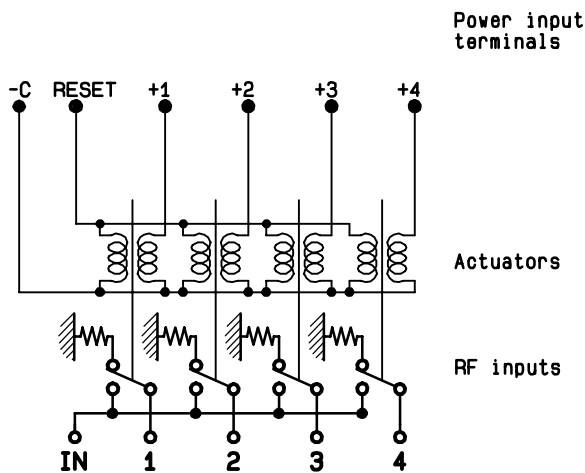 Power input
terminals
-C RESET +1 +2 +3 +4
Actuators
RF inputs
IN 1 2 3 4